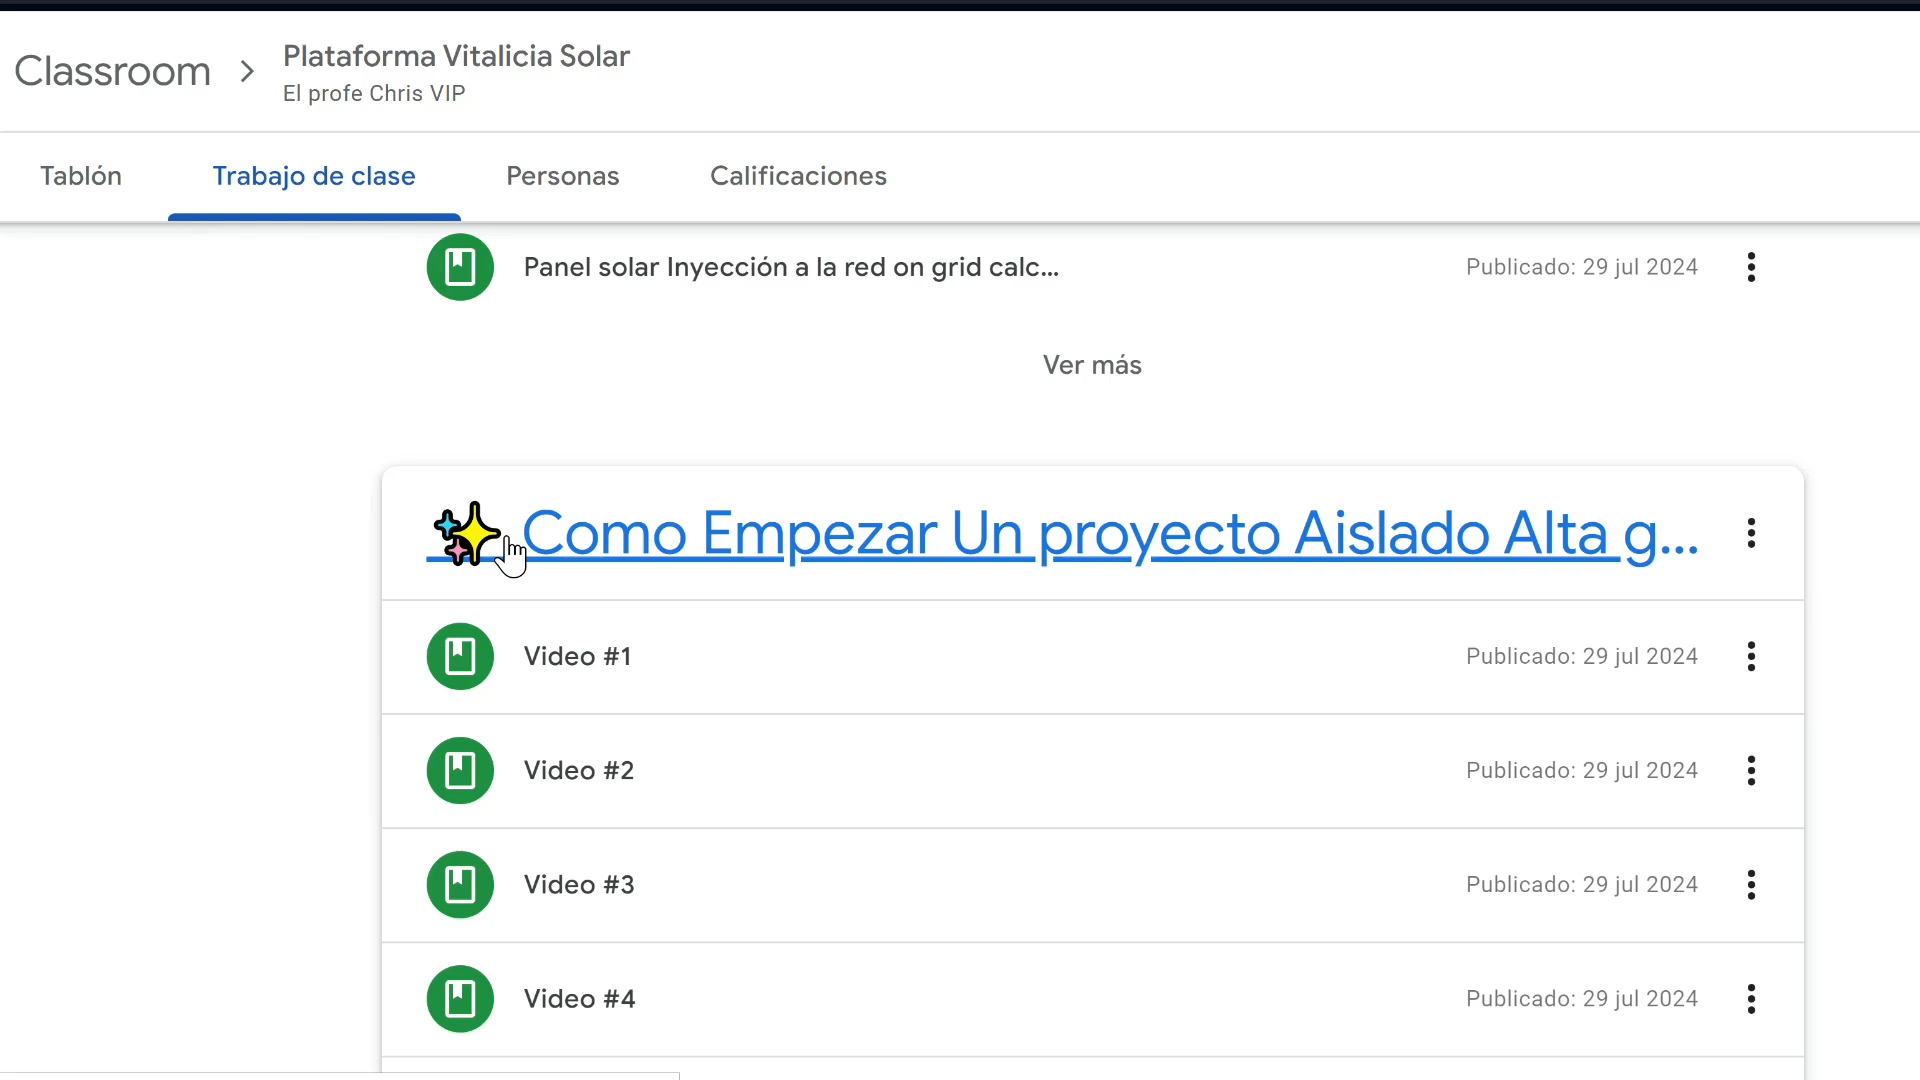 Classroom
Plataforma Vitalicia Solar
El profe Chris VIP
Tablón
Trabajo de clase
Personas
Calificaciones
Panel solar Inyección a la red on grid calc...
Publicado: 29 jul 2024
Ver más
Como Empezar Un proyecto Aislado Alta g...
Video #1
Publicado: 29 jul 2024
Video #2
Publicado: 29 jul 2024
Video #3
Publicado: 29 jul 2024
Video #4
Publicado: 29 jul 2024